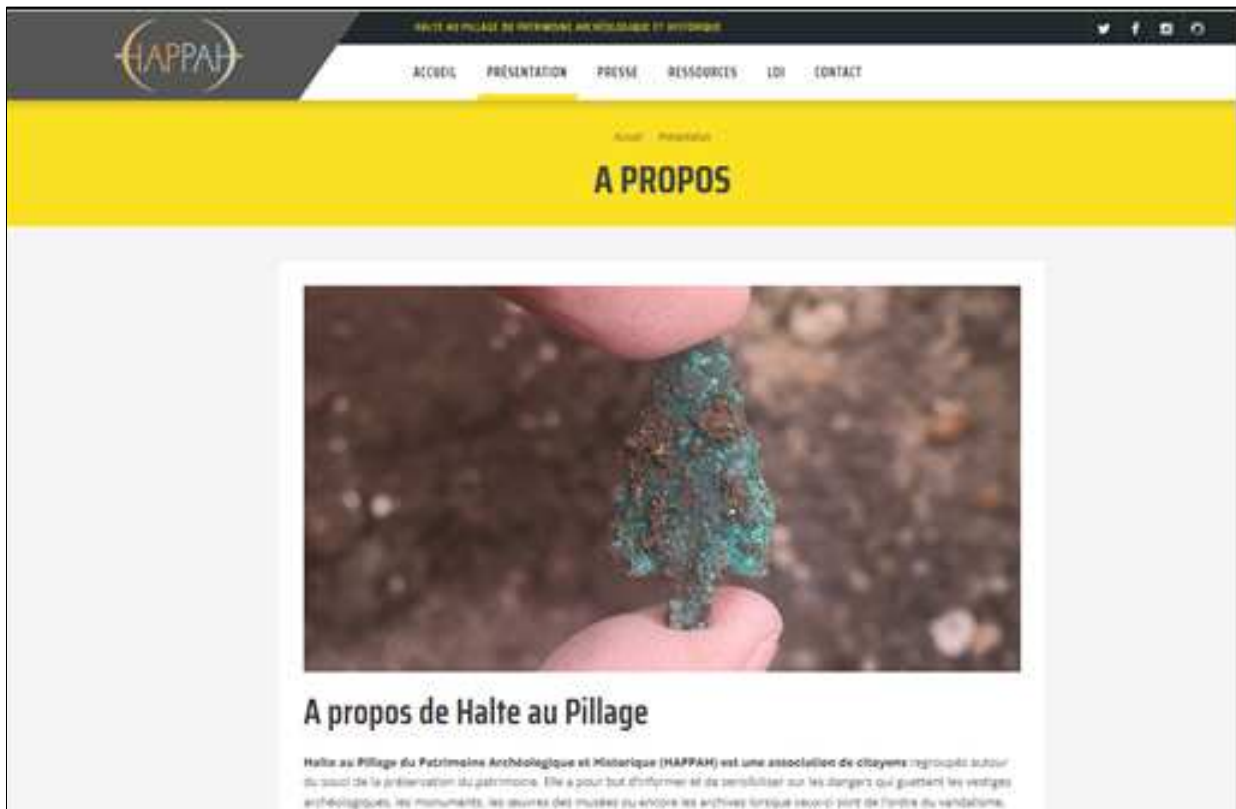 HAPPAH
HALTE AU PILLAGE DU PATRIMOINE ARCHÉOLOGIQUE ET HISTORIQUE
ACCUEIL PRÉSENTATION PRESSE RESSOURCES LOI CONTACT
Accueil Présentation
A PROPOS
A propos de Halte au Pillage
Halte au Pillage du Patrimoine Archéologique et Historique (HAPPAH) est une association de citoyens regroupés autour
du souci de la préservation du patrimoine. Elle a pour but d'informer et de sensibiliser sur les dangers qui guettent les vestiges
archéologiques, les monuments, les œuvres des musées ou encore les archives lorsque ceux-ci sont de l'ordre du vandalisme,